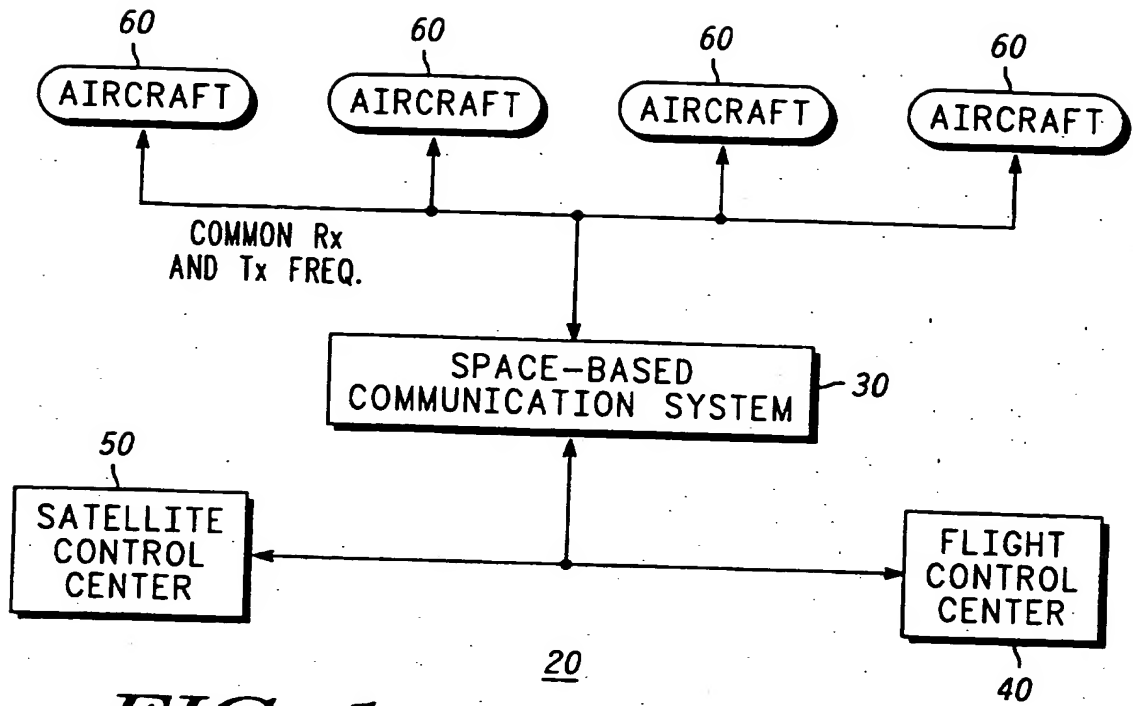 60 60 60 60
AIRCRAFT AIRCRAFT AIRCRAFT AIRCRAFT
COMMON Rx
AND Tx FREQ.
SPACE-BASED
COMMUNICATION SYSTEM
30
50
SATELLITE
CONTROL
CENTER
FLIGHT
CONTROL
CENTER
20
40